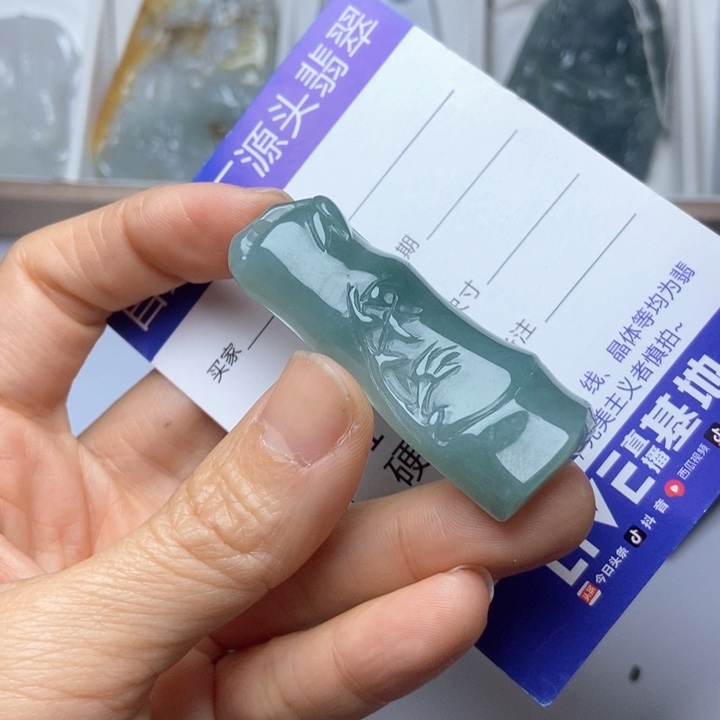 源头翡翠
买家
期
寸
注
硬
线、晶体等均为翡
完美主义者慎拍~
LIVE直播基地
今日头条 抖音 西瓜视频